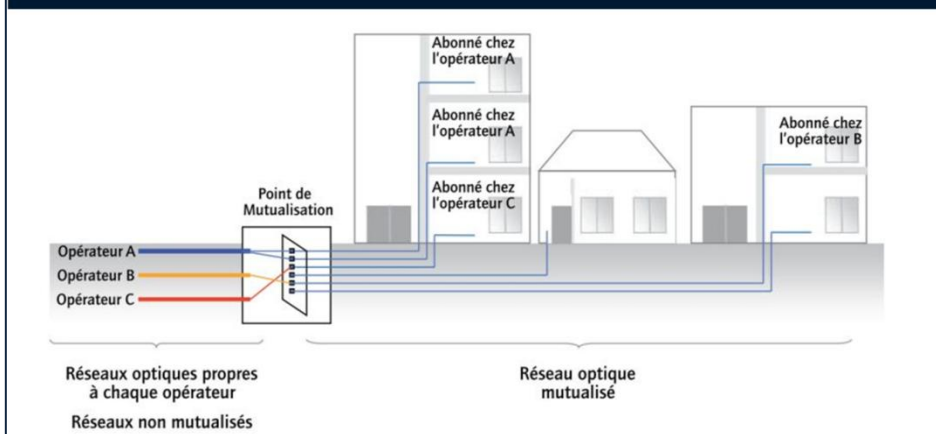 Abonné chez
l'opérateur A
Abonné chez
l'opérateur A
Abonné chez
l'opérateur C
Abonné chez
l'opérateur B
Point de
Mutualisation
Opérateur A
Opérateur B
Opérateur C
Réseaux optiques propres
à chaque opérateur
Réseaux non mutualisés
Réseau optique
mutualisé